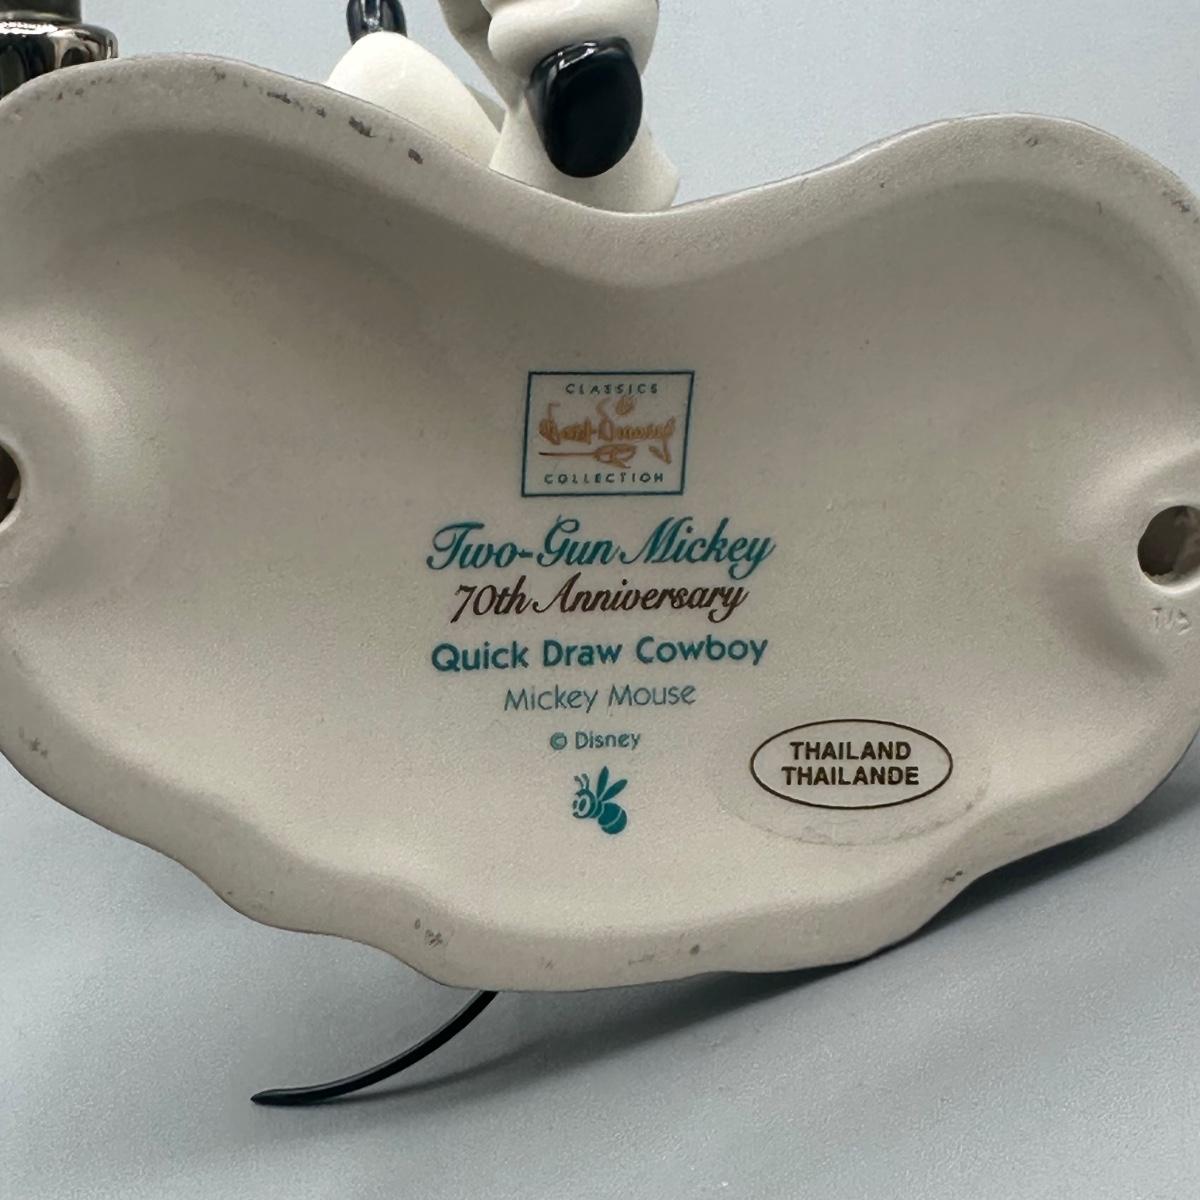 CLASSICS
Walt Disney
COLLECTION
Two-Gun Mickey
70th Anniversary
Quick Draw Cowboy
Mickey Mouse
© Disney
THAILAND
THAILANDE